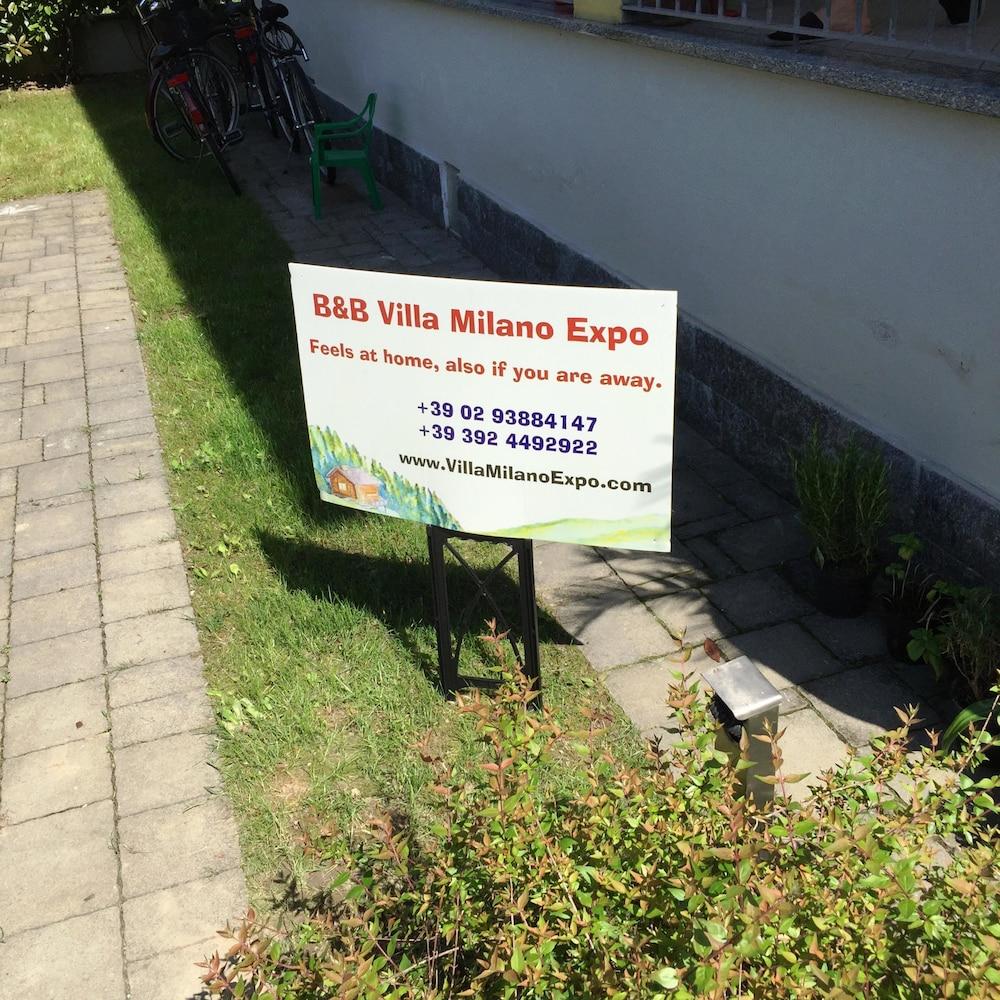 B&B Villa Milano Expo
Feels at home, also if you are away.
+39 02 93884147
+39 392 4492922
www.VillaMilanoExpo.com